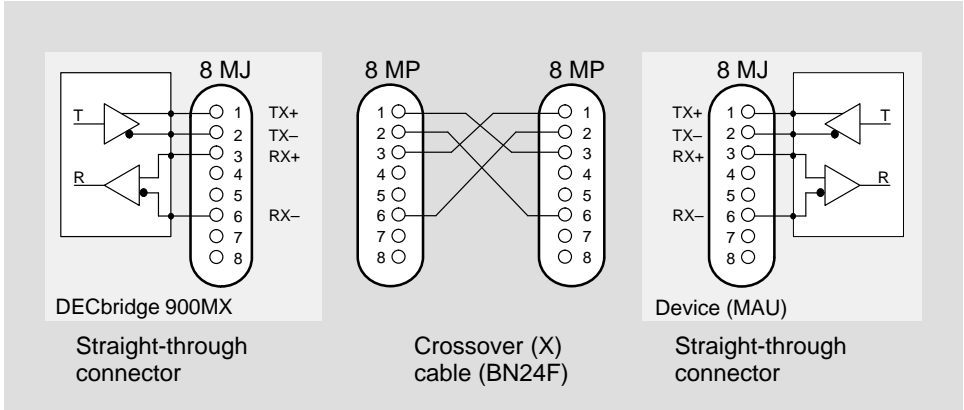 8 MJ
8 MP
8 MP
8 MJ
T
R
1 TX+
2 TX–
3 RX+
4
5
6 RX–
7
8
1
2
3
4
5
6
7
8
1
2
3
4
5
6
7
8
TX+ 1
TX– 2
RX+ 3
4
5
RX– 6
7
8
T
R
DECbridge 900MX
Device (MAU)
Straight-through
connector
Crossover (X)
cable (BN24F)
Straight-through
connector